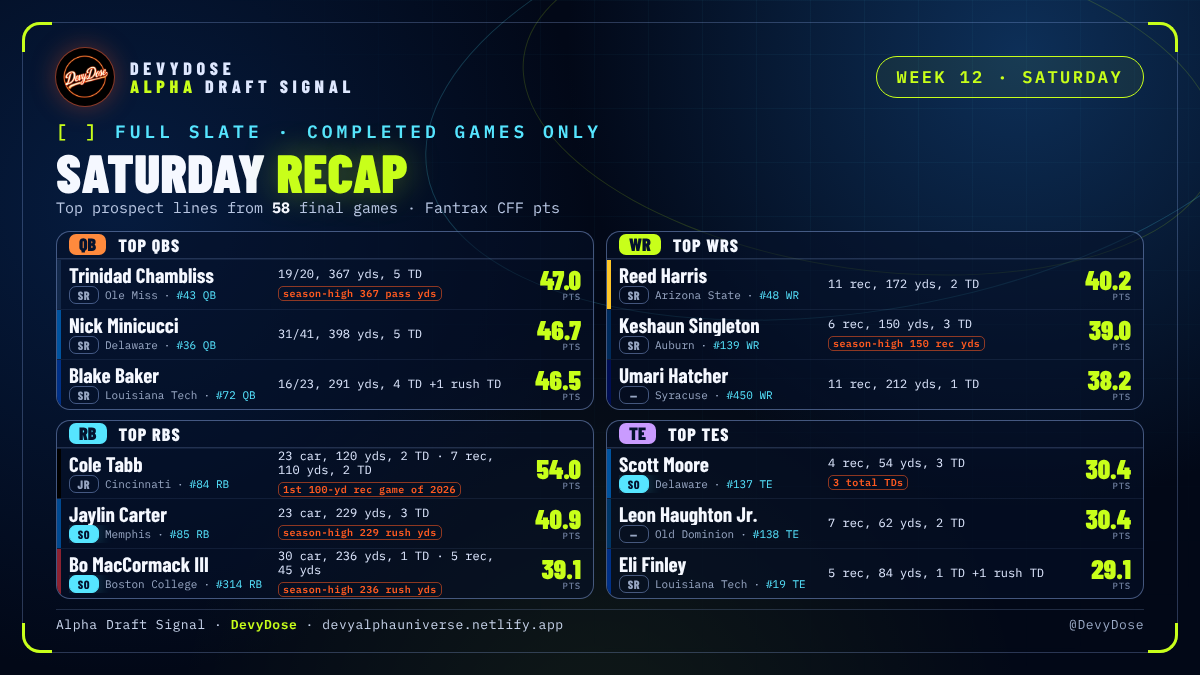 DevyDose
DEVYDOSE
ALPHA DRAFT SIGNAL
WEEK 12 · SATURDAY
[ ] FULL SLATE · COMPLETED GAMES ONLY
SATURDAY RECAP
Top prospect lines from 58 final games · Fantrax CFF pts
QB TOP QBS
Trinidad Chambliss
SR Ole Miss · #43 QB
19/20, 367 yds, 5 TD
season-high 367 pass yds
47.0
PTS
Nick Minicucci
SR Delaware · #36 QB
31/41, 398 yds, 5 TD
46.7
PTS
Blake Baker
SR Louisiana Tech · #72 QB
16/23, 291 yds, 4 TD +1 rush TD
46.5
PTS
WR TOP WRS
Reed Harris
SR Arizona State · #48 WR
11 rec, 172 yds, 2 TD
40.2
PTS
Keshaun Singleton
SR Auburn · #139 WR
6 rec, 150 yds, 3 TD
season-high 150 rec yds
39.0
PTS
Umari Hatcher
— Syracuse · #450 WR
11 rec, 212 yds, 1 TD
38.2
PTS
RB TOP RBS
Cole Tabb
JR Cincinnati · #84 RB
23 car, 120 yds, 2 TD · 7 rec,
110 yds, 2 TD
1st 100-yd rec game of 2026
54.0
PTS
Jaylin Carter
SO Memphis · #85 RB
23 car, 229 yds, 3 TD
season-high 229 rush yds
40.9
PTS
Bo MacCormack III
SO Boston College · #314 RB
30 car, 236 yds, 1 TD · 5 rec,
45 yds
season-high 236 rush yds
39.1
PTS
TE TOP TES
Scott Moore
SO Delaware · #137 TE
4 rec, 54 yds, 3 TD
3 total TDs
30.4
PTS
Leon Haughton Jr.
— Old Dominion · #138 TE
7 rec, 62 yds, 2 TD
30.4
PTS
Eli Finley
SR Louisiana Tech · #19 TE
5 rec, 84 yds, 1 TD +1 rush TD
29.1
PTS
Alpha Draft Signal · DevyDose · devyalphauniverse.netlify.app
@DevyDose